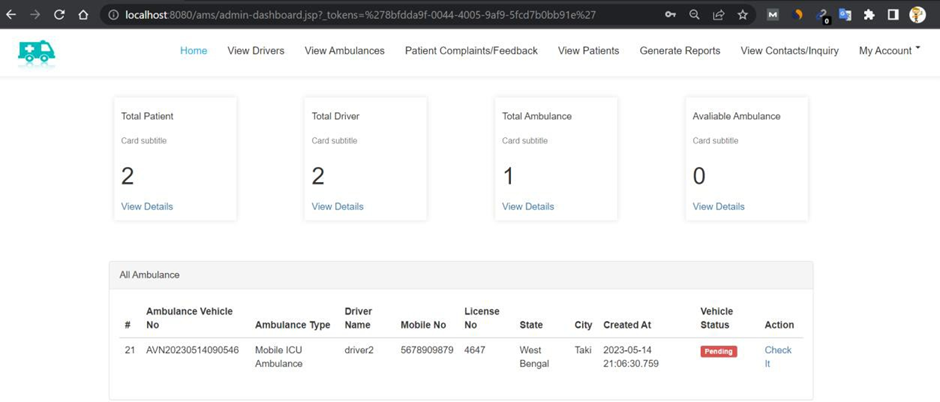 localhost:8080/ams/admin-dashboard.jsp?_tokens=%278bfdda9f-0044-4005-9af9-5fcd7b0bb91e%27
M
0
Home View Drivers View Ambulances Patient Complaints/Feedback View Patients Generate Reports View Contacts/Inquiry My Account
Total Patient Total Driver Total Ambulance Avaliable Ambulance
Card subtitle Card subtitle Card subtitle Card subtitle
2 2 1 0
View Details View Details View Details View Details
All Ambulance
Ambulance Vehicle Driver License Vehicle
# No Ambulance Type Name Mobile No No State City Created At Status Action
21 AVN20230514090546 Mobile ICU driver2 5678909879 4647 West Taki 2023-05-14 Pending Check
Ambulance Bengal 21:06:30.759 It